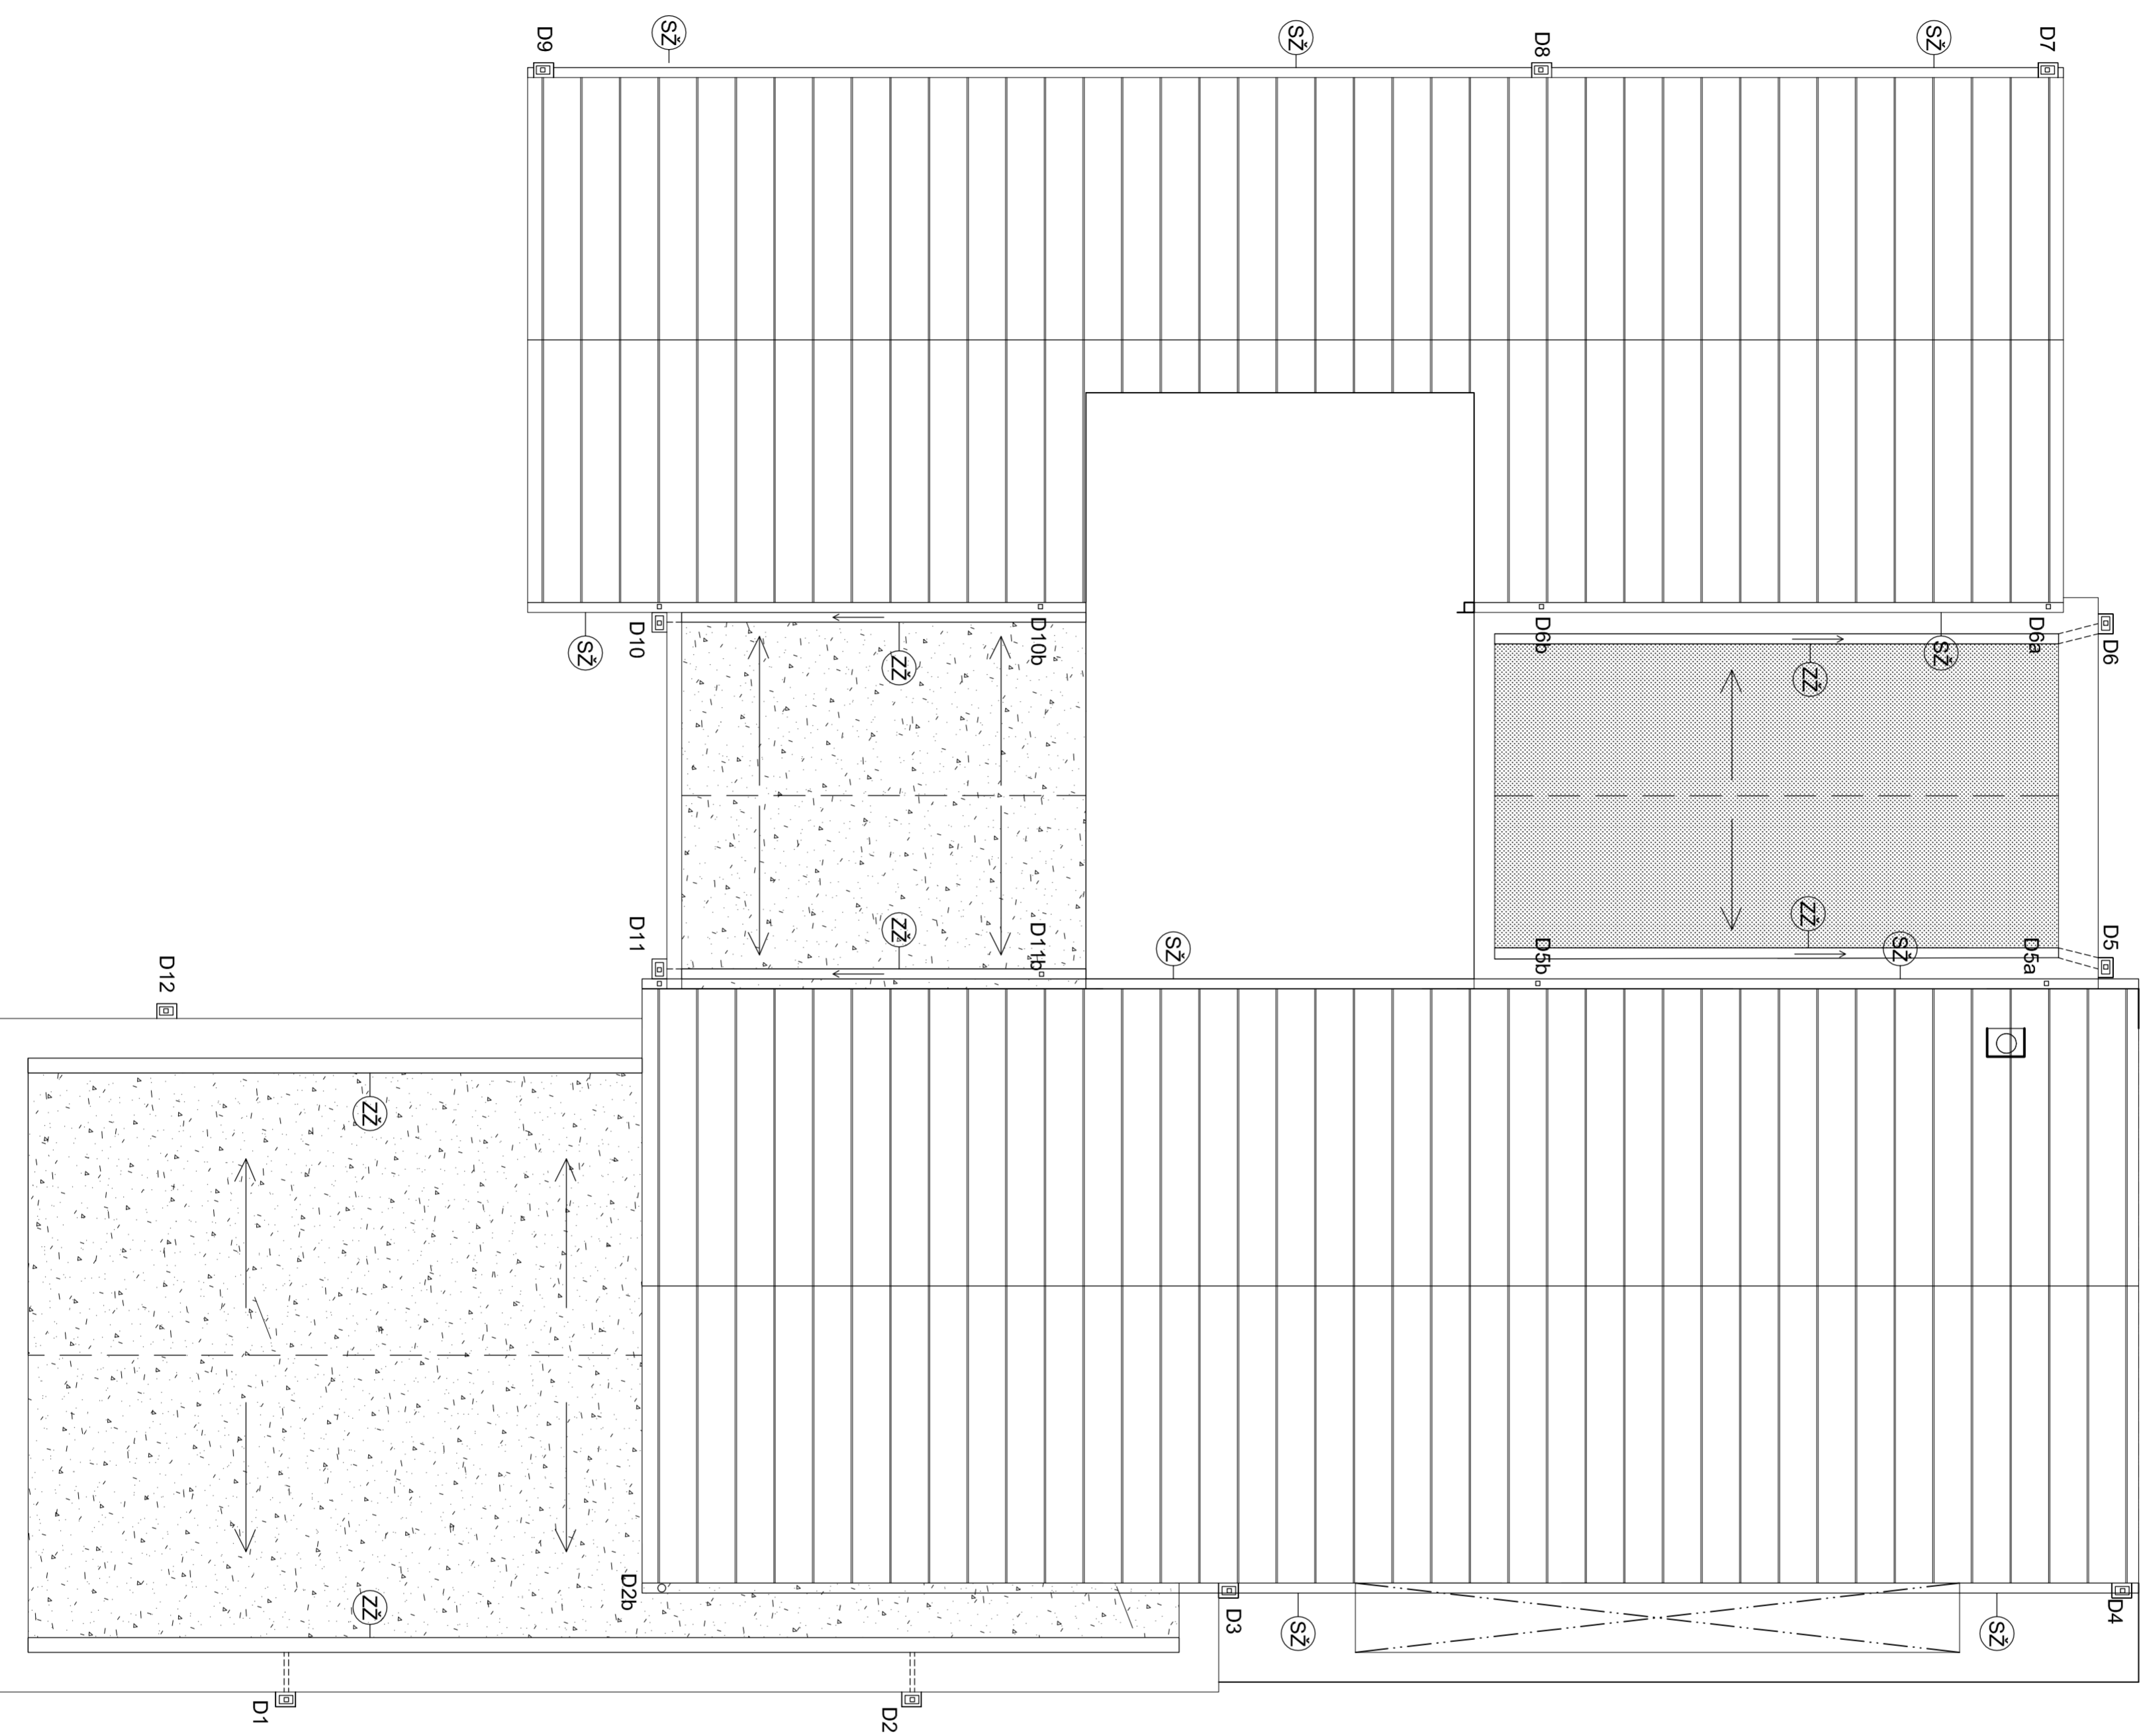 D9
SŽ
SŽ
D8
SŽ
D7
D10
SŽ
D10b
ZŽ
D6b
ZŽ
SŽ
D6a
D6
D11
ZŽ
D11b
SŽ
D5b
ZŽ
SŽ
D5a
D5
D12
ZŽ
ZŽ
D2b
D3
SŽ
SŽ
D4
D1
D2